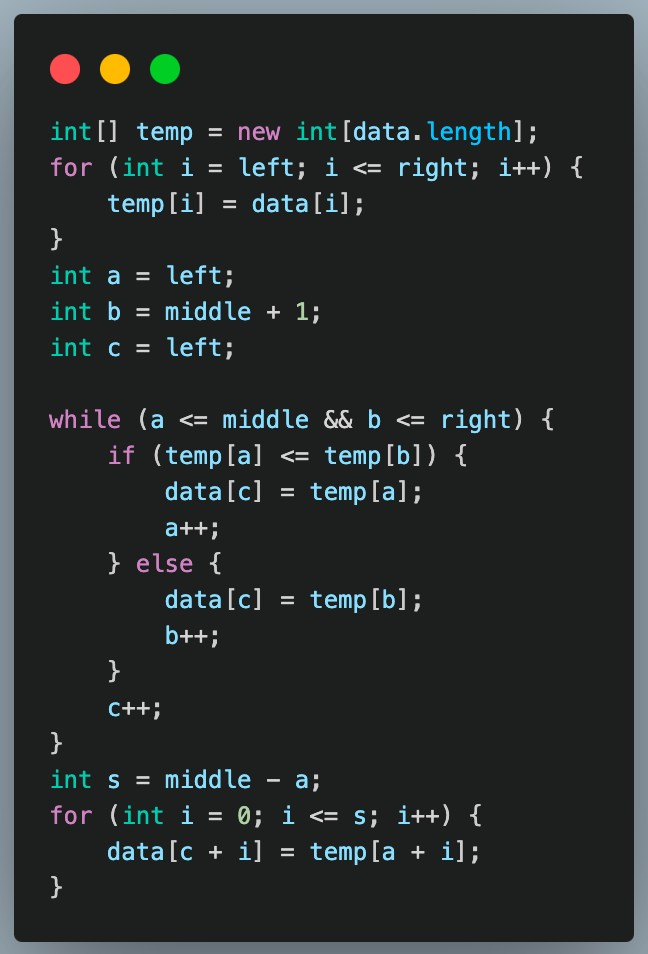 int[] temp = new int[data.length];
for (int i = left; i <= right; i++) {
    temp[i] = data[i];
}
int a = left;
int b = middle + 1;
int c = left;

while (a <= middle && b <= right) {
    if (temp[a] <= temp[b]) {
        data[c] = temp[a];
        a++;
    } else {
        data[c] = temp[b];
        b++;
    }
    c++;
}
int s = middle - a;
for (int i = 0; i <= s; i++) {
    data[c + i] = temp[a + i];
}